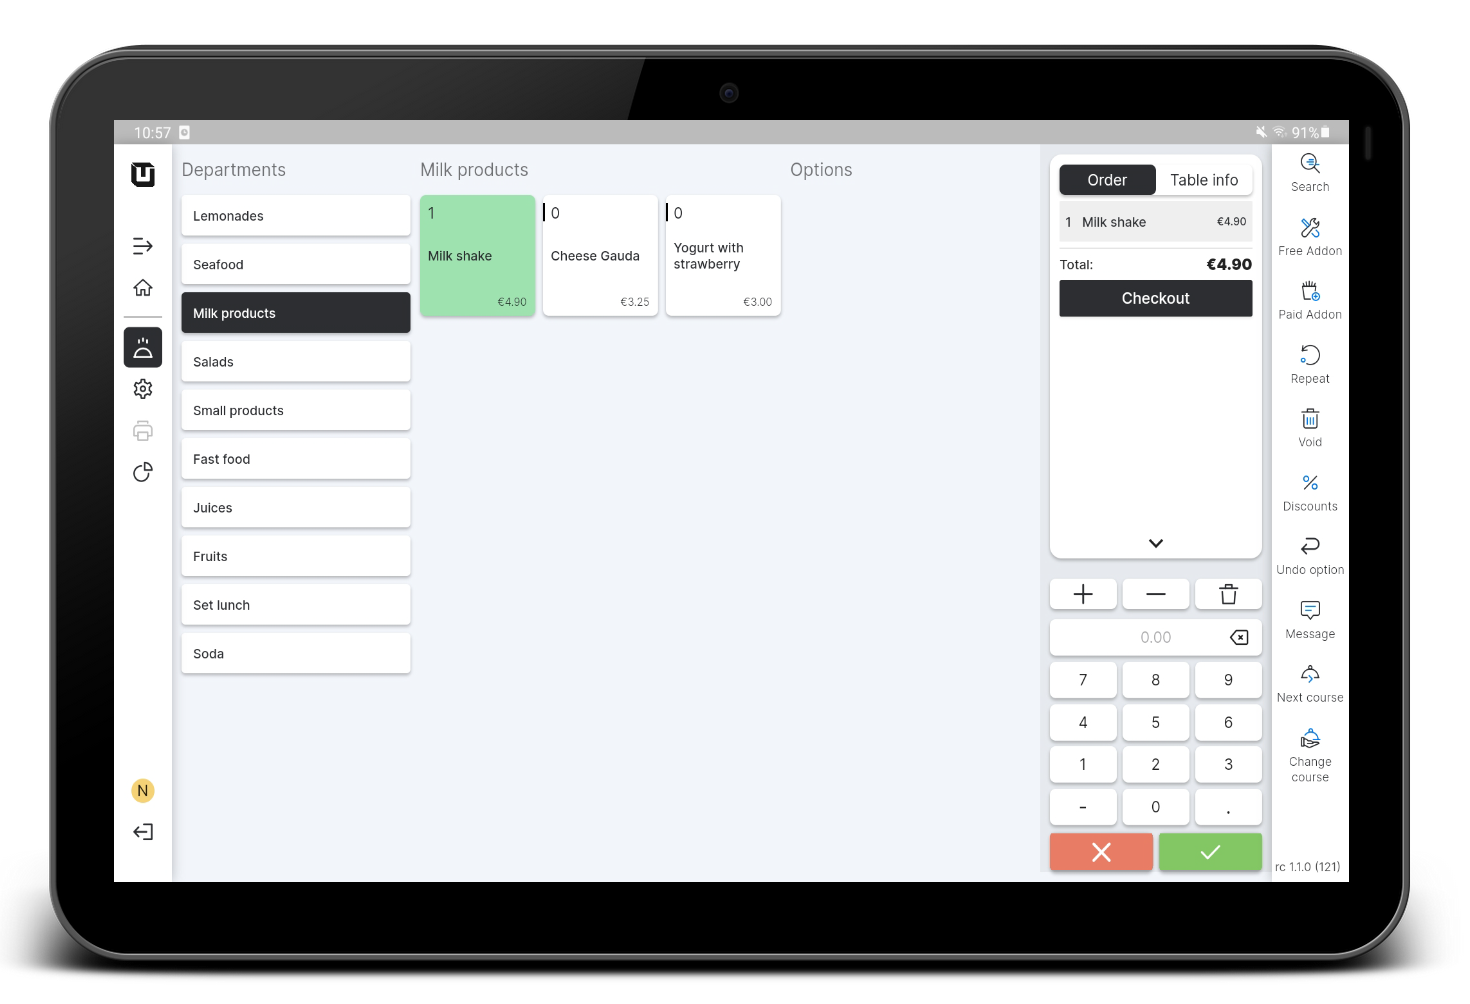 10:57
91%
Departments
Lemonades
Seafood
Milk products
Salads
Small products
Fast food
Juices
Fruits
Set lunch
Soda
N
Milk products
1
Milk shake
€4.90
0
Cheese Gauda
€3.25
0
Yogurt with
strawberry
€3.00
Options
Order
Table info
1 Milk shake €4.90
Total: €4.90
Checkout
0.00
7 8 9
4 5 6
1 2 3
- 0 .
Search
Free Addon
Paid Addon
Repeat
Void
Discounts
Undo option
Message
Next course
Change
course
rc 1.1.0 (121)